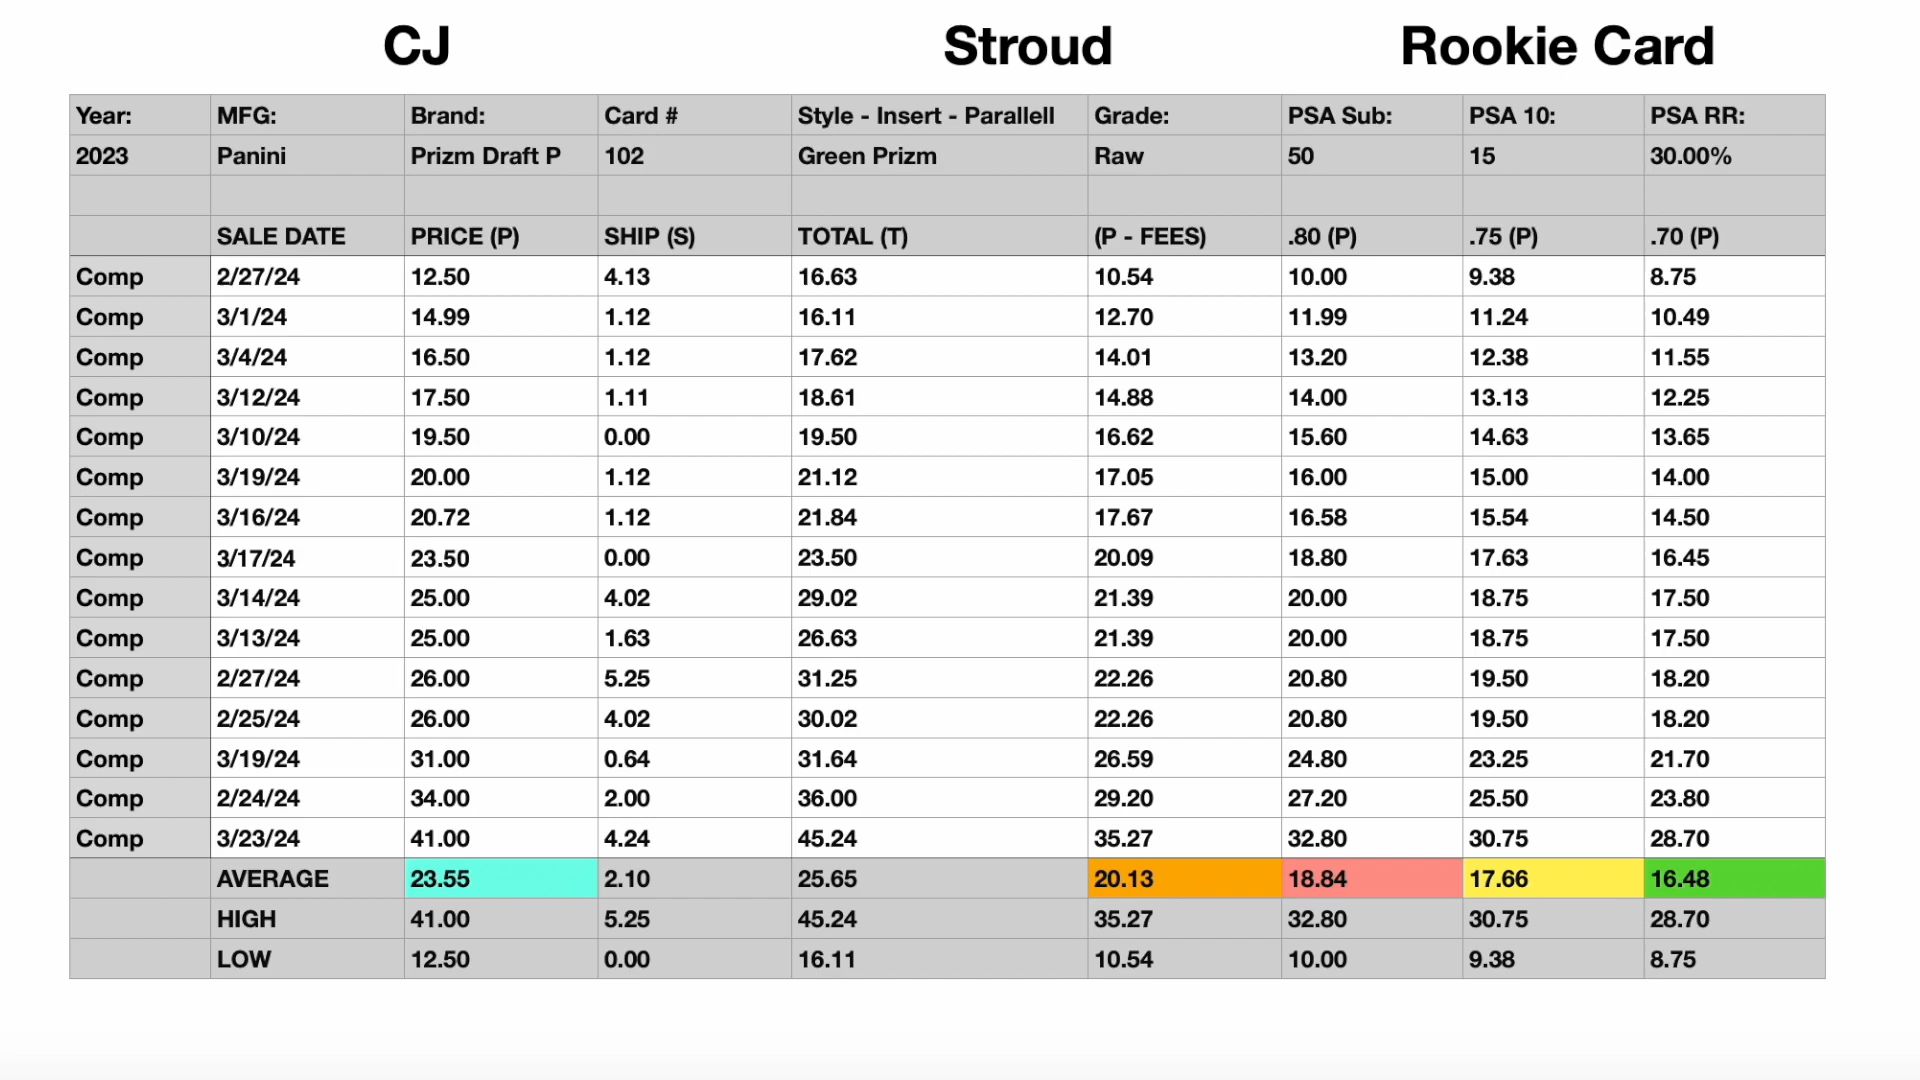 CJ Stroud Rookie Card
Year: MFG: Brand: Card # Style - Insert - Parallell Grade: PSA Sub: PSA 10: PSA RR:
2023 Panini Prizm Draft P 102 Green Prizm Raw 50 15 30.00%
SALE DATE PRICE (P) SHIP (S) TOTAL (T) (P - FEES) .80 (P) .75 (P) .70 (P)
Comp 2/27/24 12.50 4.13 16.63 10.54 10.00 9.38 8.75
Comp 3/1/24 14.99 1.12 16.11 12.70 11.99 11.24 10.49
Comp 3/4/24 16.50 1.12 17.62 14.01 13.20 12.38 11.55
Comp 3/12/24 17.50 1.11 18.61 14.88 14.00 13.13 12.25
Comp 3/10/24 19.50 0.00 19.50 16.62 15.60 14.63 13.65
Comp 3/19/24 20.00 1.12 21.12 17.05 16.00 15.00 14.00
Comp 3/16/24 20.72 1.12 21.84 17.67 16.58 15.54 14.50
Comp 3/17/24 23.50 0.00 23.50 20.09 18.80 17.63 16.45
Comp 3/14/24 25.00 4.02 29.02 21.39 20.00 18.75 17.50
Comp 3/13/24 25.00 1.63 26.63 21.39 20.00 18.75 17.50
Comp 2/27/24 26.00 5.25 31.25 22.26 20.80 19.50 18.20
Comp 2/25/24 26.00 4.02 30.02 22.26 20.80 19.50 18.20
Comp 3/19/24 31.00 0.64 31.64 26.59 24.80 23.25 21.70
Comp 2/24/24 34.00 2.00 36.00 29.20 27.20 25.50 23.80
Comp 3/23/24 41.00 4.24 45.24 35.27 32.80 30.75 28.70
AVERAGE 23.55 2.10 25.65 20.13 18.84 17.66 16.48
HIGH 41.00 5.25 45.24 35.27 32.80 30.75 28.70
LOW 12.50 0.00 16.11 10.54 10.00 9.38 8.75